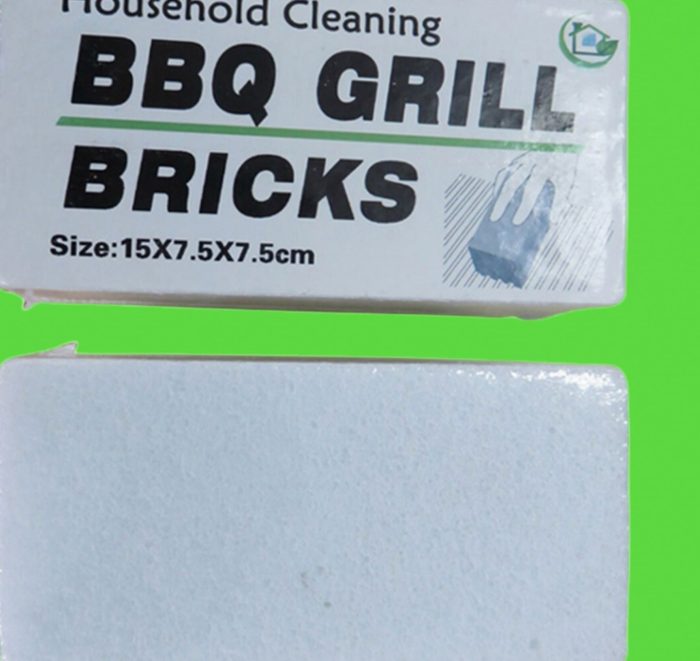 Household Cleaning
BBQ GRILL
BRICKS
Size:15X7.5X7.5cm